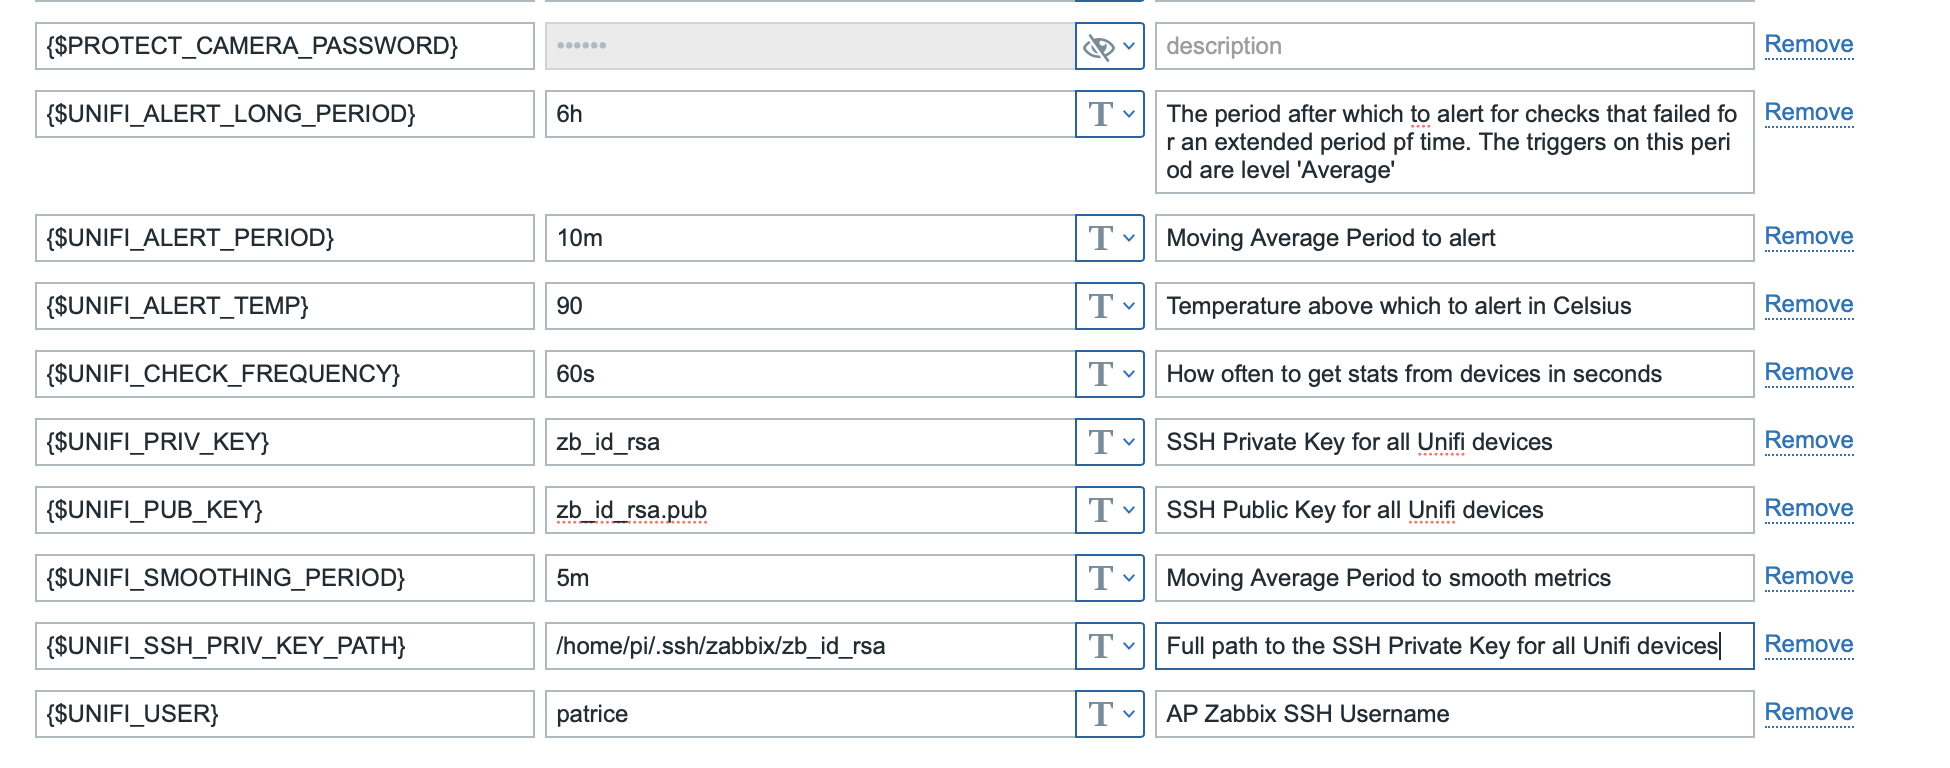 {$PROTECT_CAMERA_PASSWORD} •••••• description Remove
{$UNIFI_ALERT_LONG_PERIOD} 6h T The period after which to alert for checks that failed fo Remove
r an extended period pf time. The triggers on this peri
od are level 'Average'
{$UNIFI_ALERT_PERIOD} 10m T Moving Average Period to alert Remove
{$UNIFI_ALERT_TEMP} 90 T Temperature above which to alert in Celsius Remove
{$UNIFI_CHECK_FREQUENCY} 60s T How often to get stats from devices in seconds Remove
{$UNIFI_PRIV_KEY} zb_id_rsa T SSH Private Key for all Unifi devices Remove
{$UNIFI_PUB_KEY} zb_id_rsa.pub T SSH Public Key for all Unifi devices Remove
{$UNIFI_SMOOTHING_PERIOD} 5m T Moving Average Period to smooth metrics Remove
{$UNIFI_SSH_PRIV_KEY_PATH} /home/pi/.ssh/zabbix/zb_id_rsa T Full path to the SSH Private Key for all Unifi devices Remove
{$UNIFI_USER} patrice T AP Zabbix SSH Username Remove